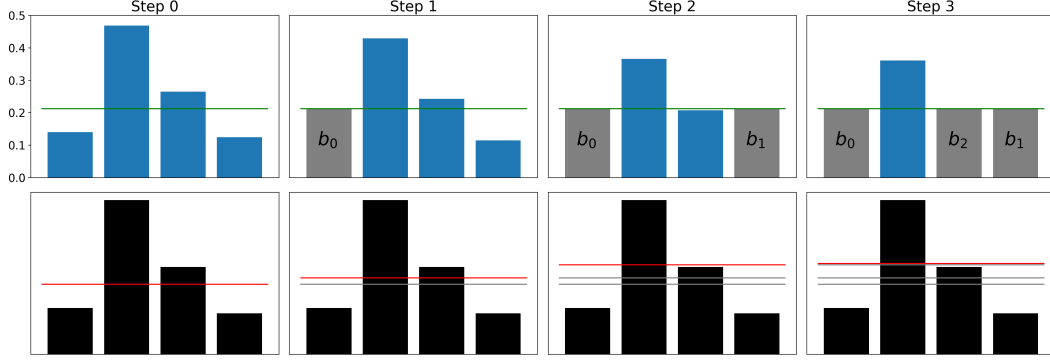 Step 0
Step 1
Step 2
Step 3
0.5
0.4
0.3
0.2
0.1
0.0
b₀
b₀
b₁
b₀
b₂
b₁